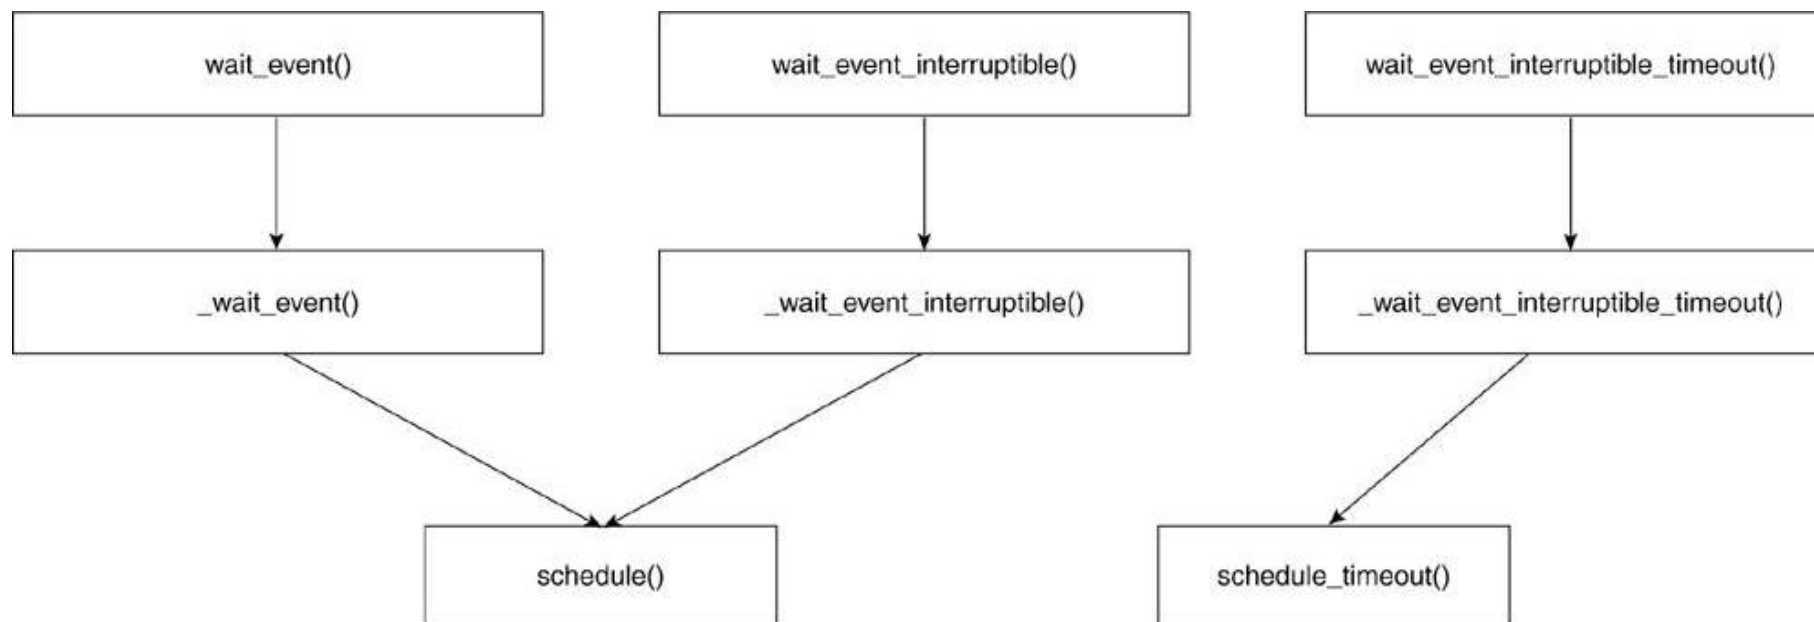 wait_event()
wait_event_interruptible()
wait_event_interruptible_timeout()
_wait_event()
_wait_event_interruptible()
_wait_event_interruptible_timeout()
schedule()
schedule_timeout()